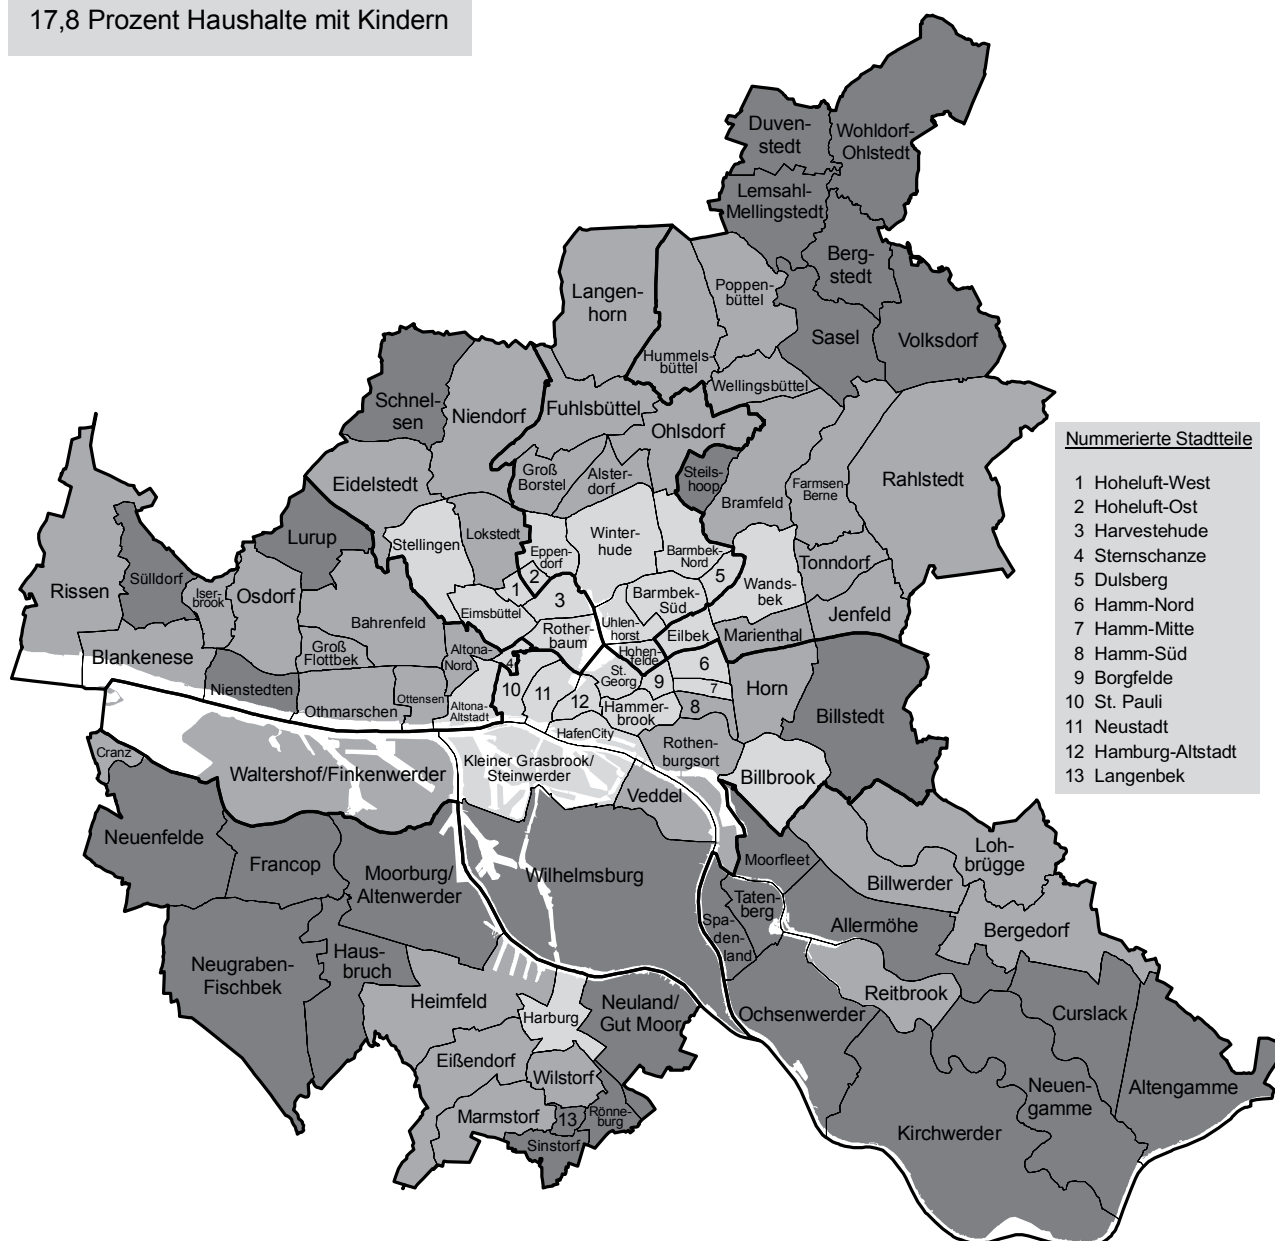 17,8 Prozent Haushalte mit Kindern
Duven-
stedt
Wohldorf-
Ohlstedt
Lemsahl-
Mellingstedt
Berg-
stedt
Poppen-
büttel
Langen-
horn
Sasel
Volksdorf
Hummels-
büttel
Wellingsbüttel
Schnel-
sen
Niendorf
Fuhlsbüttel
Ohlsdorf
Groß
Borstel
Alster-
dorf
Steils-
hoop
Bramfeld
Farmsen-
Berne
Rahlstedt
Eidelstedt
Lurup
Stellingen
Lokstedt
Eppen-
dorf
Winter-
hude
Barmbek-
Nord
Tonndorf
Wands-
bek
Jenfeld
Marienthal
Rissen
Sülldorf
Iser-
brook
Osdorf
Bahrenfeld
Groß
Flottbek
Blankenese
Nienstedten
Othmarschen
Ottensen
Altona-
Nord
Altona-
Altstadt
Eimsbüttel
1
2
3
4
5
Rother-
baum
Barmbek-
Süd
Uhlen-
horst
Hohen-
felde
Eilbek
St.
Georg
6
7
8
9
10
11
12
Hammer-
brook
HafenCity
Horn
Billstedt
Rothen-
burgsort
Billbrook
Cranz
Waltershof/Finkenwerder
Kleiner Grasbrook/
Steinwerder
Veddel
Neuenfelde
Francop
Moorburg/
Altenwerder
Wilhelmsburg
Moorfleet
Billwerder
Loh-
brügge
Bergedorf
Allermöhe
Taten-
berg
Spa-
den-
land
Neugraben-
Fischbek
Haus-
bruch
Heimfeld
Harburg
Neuland/
Gut Moor
Ochsenwerder
Reitbrook
Curslack
Eißendorf
Wilstorf
Marmstorf
13
Rönne-
burg
Sinstorf
Neuen-
gamme
Altengamme
Kirchwerder
Nummerierte Stadtteile
1 Hoheluft-West
2 Hoheluft-Ost
3 Harvestehude
4 Sternschanze
5 Dulsberg
6 Hamm-Nord
7 Hamm-Mitte
8 Hamm-Süd
9 Borgfelde
10 St. Pauli
11 Neustadt
12 Hamburg-Altstadt
13 Langenbek